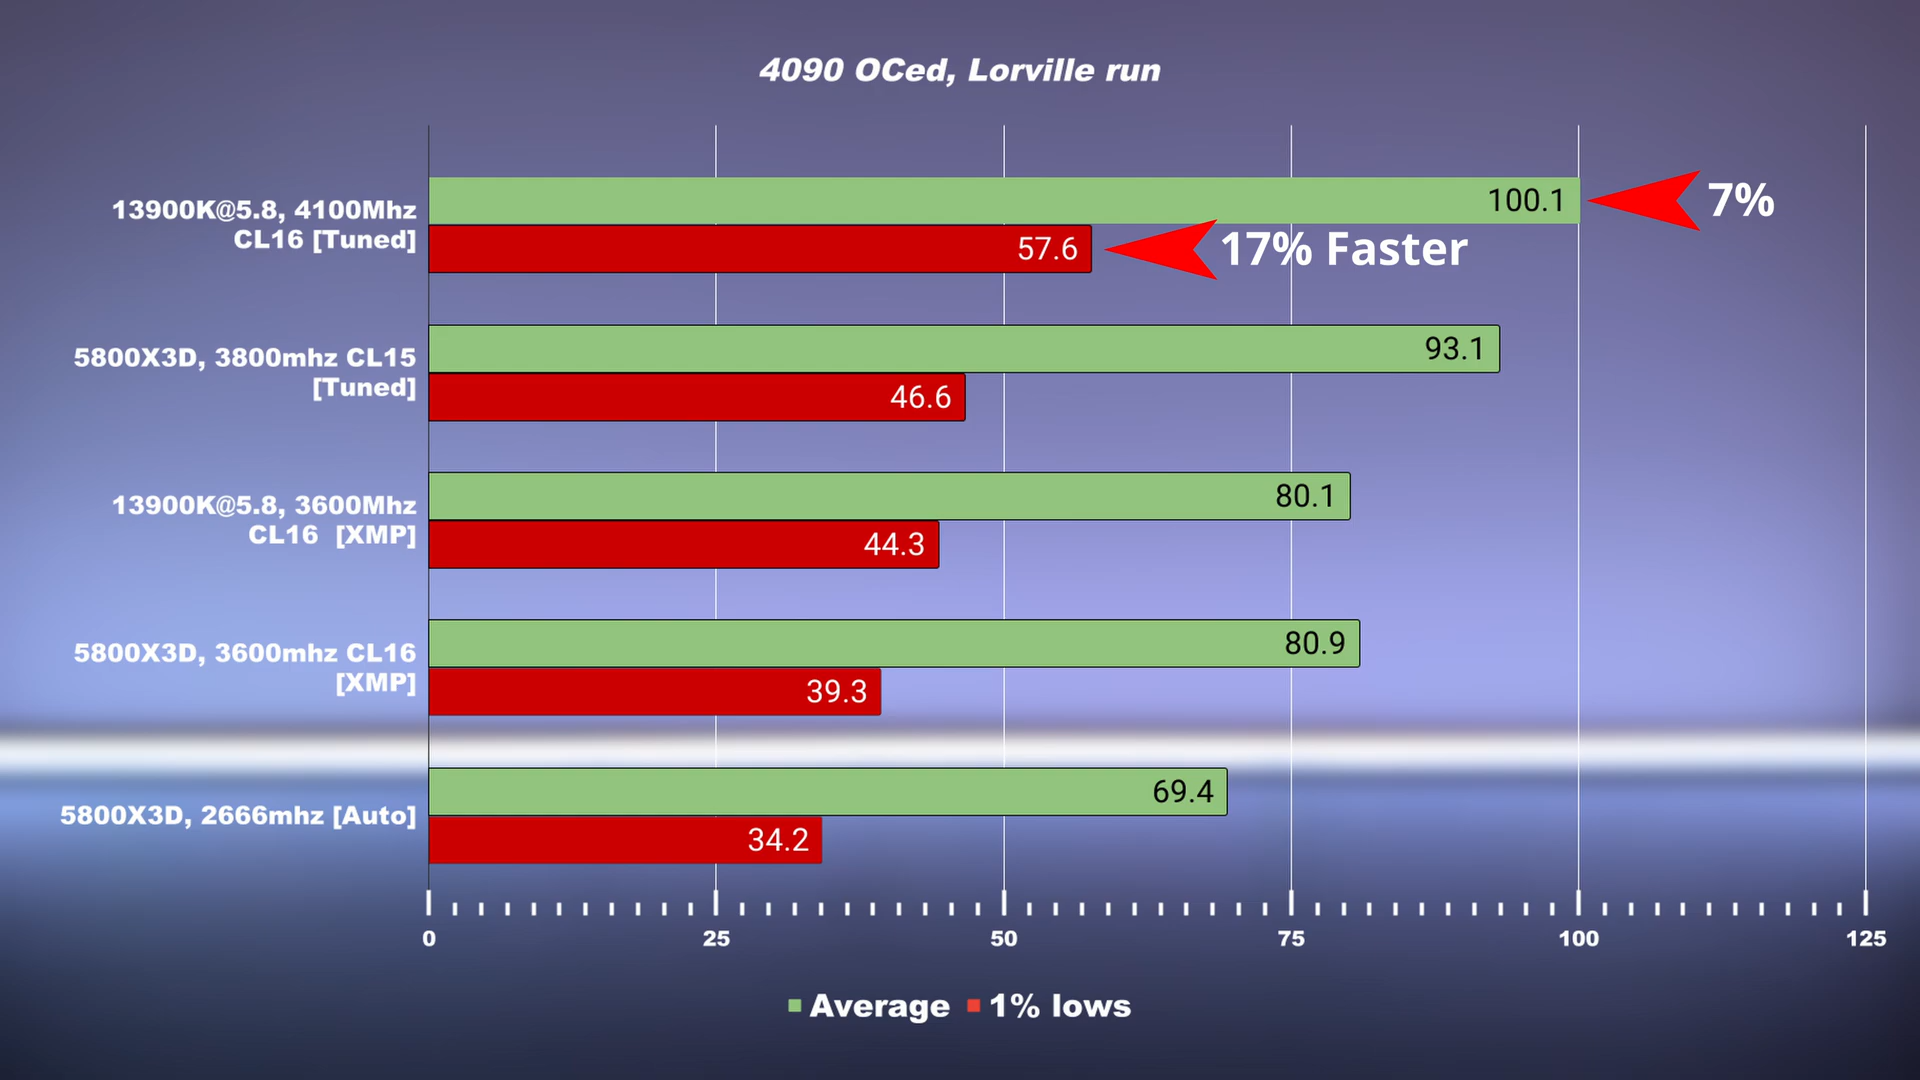 4090 OCed, Lorville run
13900K@5.8, 4100Mhz
CL16 [Tuned]
100.1
7%
57.6
17% Faster
5800X3D, 3800mhz CL15
[Tuned]
93.1
46.6
13900K@5.8, 3600Mhz
CL16 [XMP]
80.1
44.3
5800X3D, 3600mhz CL16
[XMP]
80.9
39.3
5800X3D, 2666mhz [Auto]
69.4
34.2
0 25 50 75 100 125
Average 1% lows